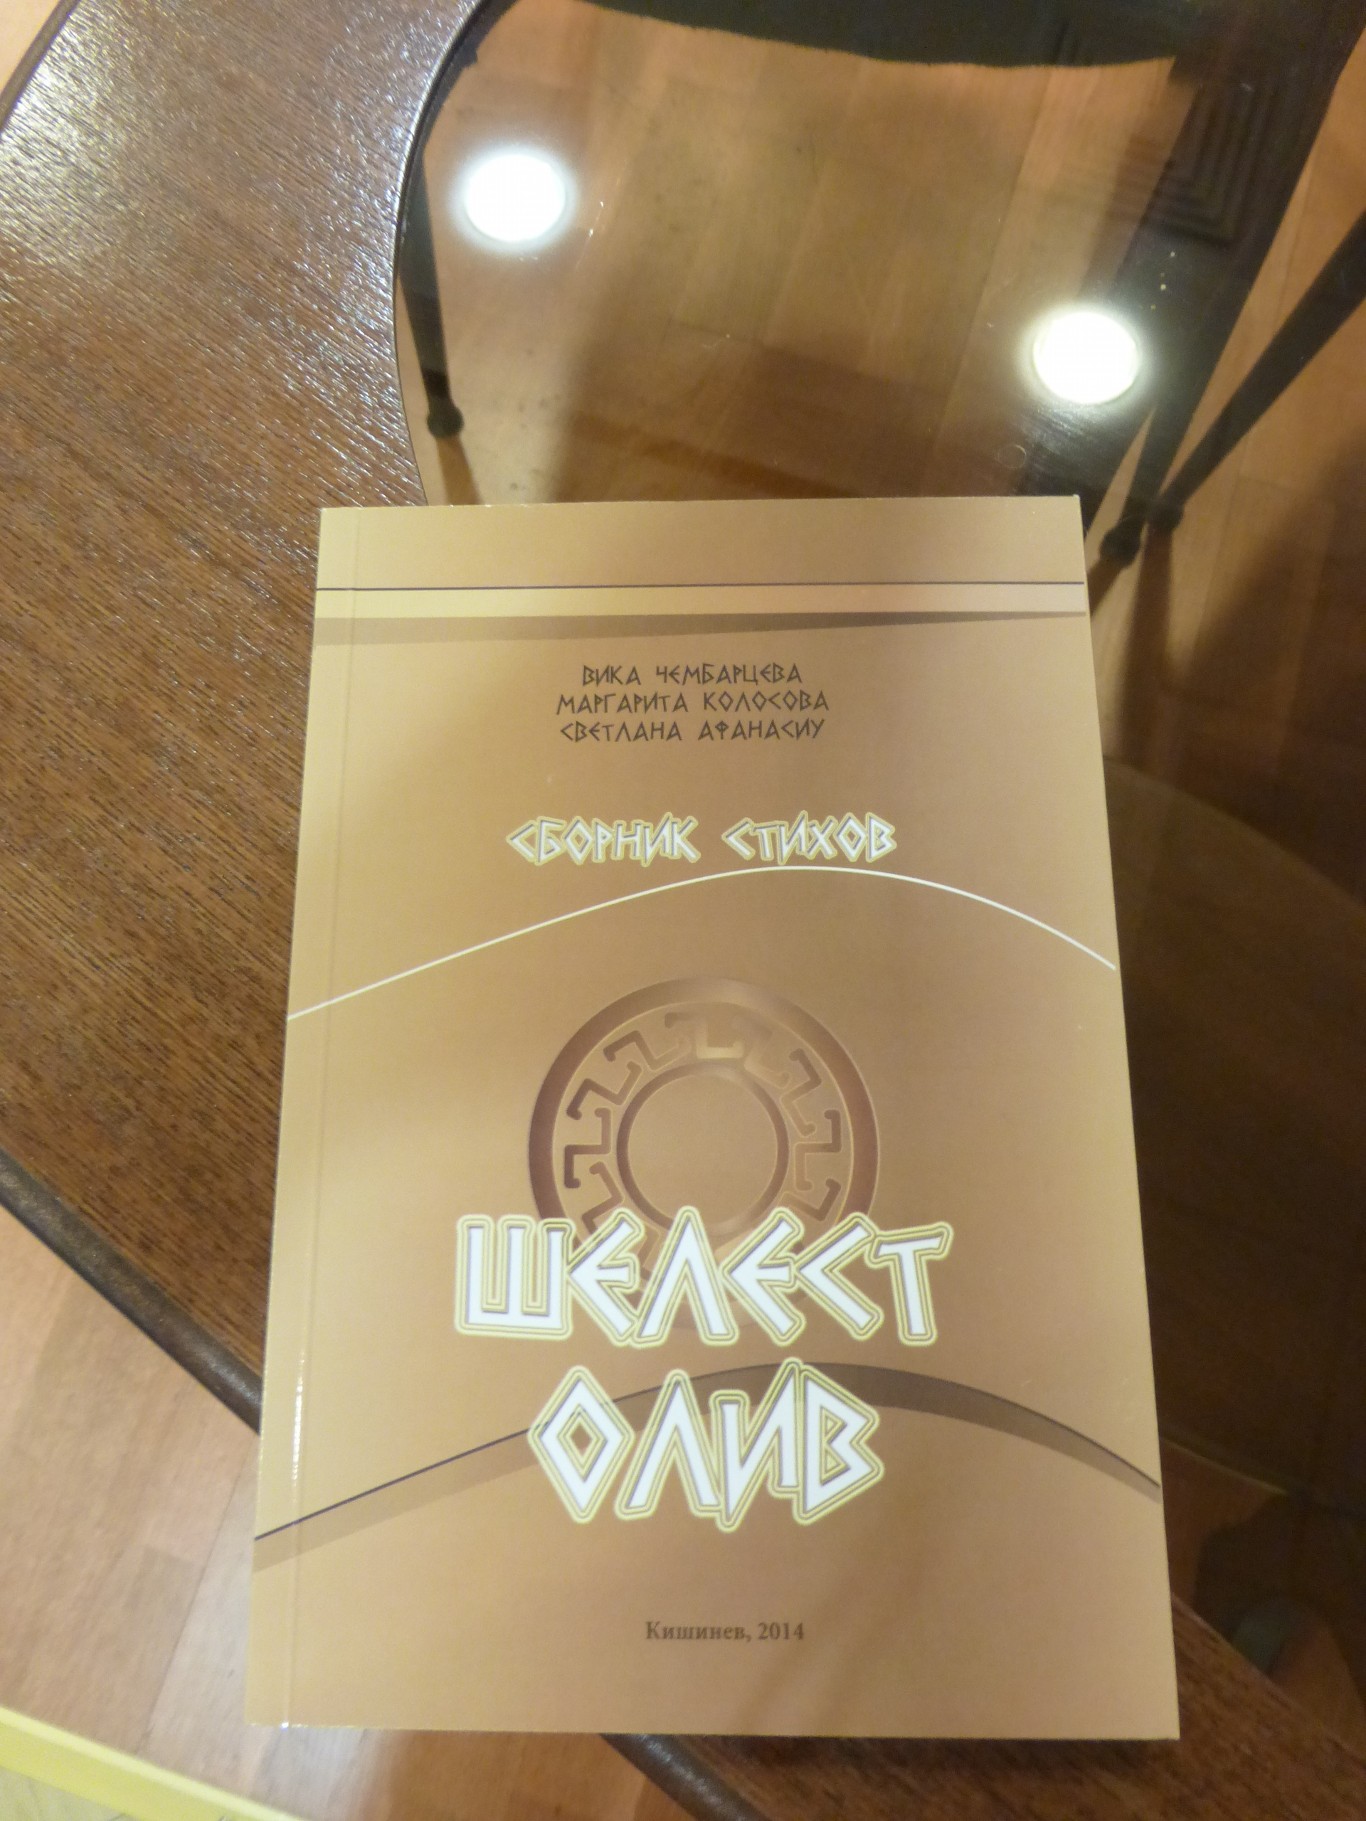 ВИКА ЧЕМБАРЦЕВА
МАРГАРИТА КОЛОСОВА
СВЕТЛАНА АФАНАСИУ
СБОРНИК СТИХОВ
ШЕЛЕСТ
ОЛИВ
Кишинев, 2014